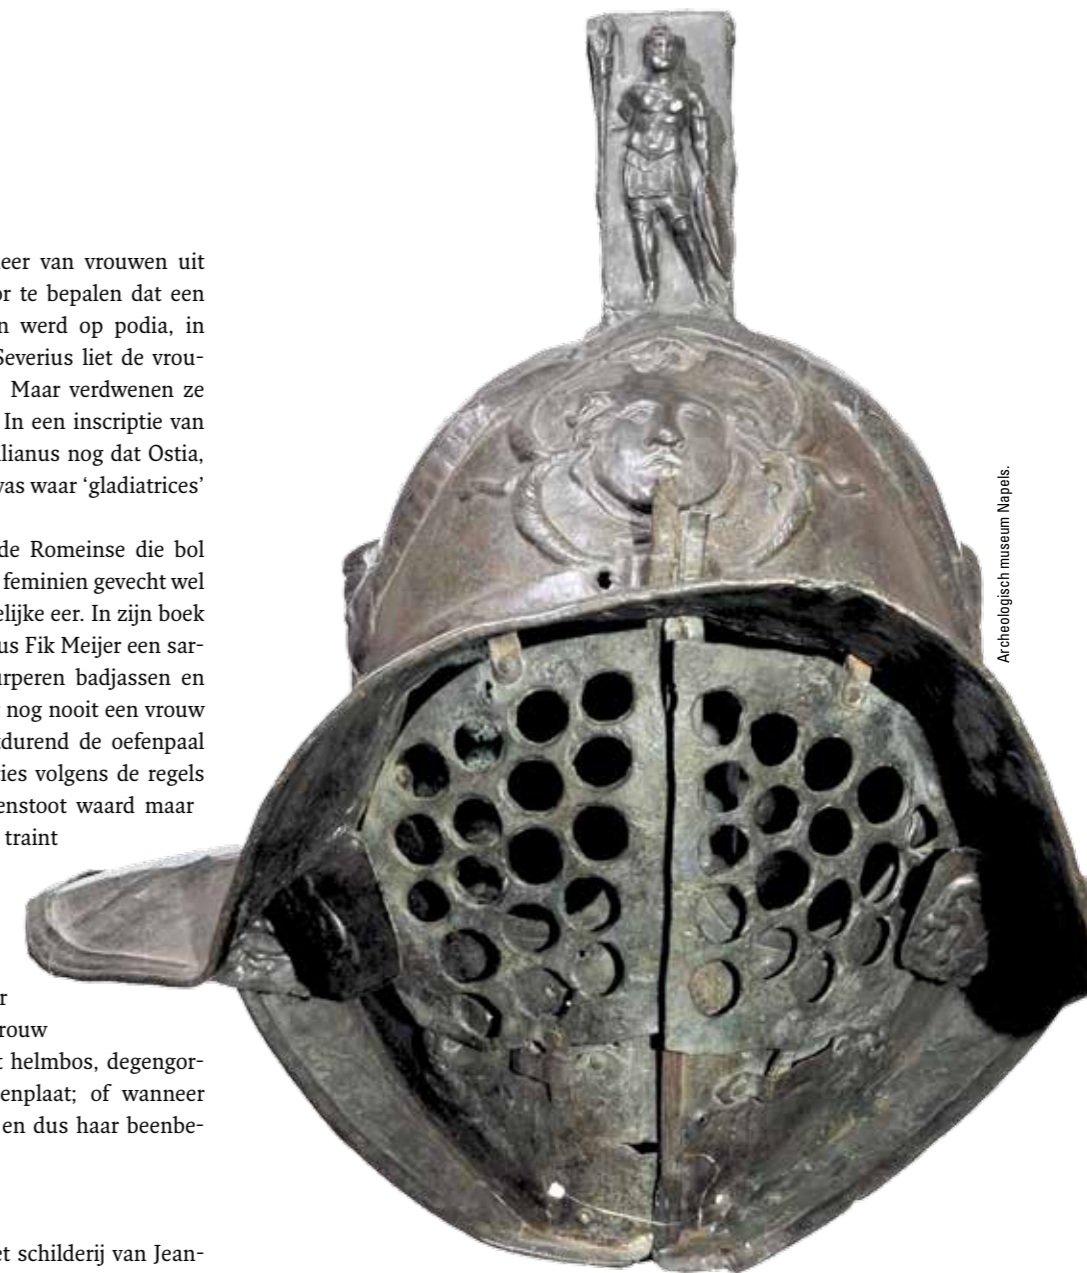 eer van vrouwen uit
or te bepalen dat een
n werd op podia, in
Severius liet de vrou-
Maar verdwenen ze
In een inscriptie van
lianus nog dat Ostia,
was waar ‘gladiatrices’
de Romeinse die bol
feminien gevecht wel
elijke eer. In zijn boek
us Fik Meijer een sar-
urperen badjassen en
nog nooit een vrouw
durend de oefenpaal
ies volgens de regels
enstoot waard maar
traint
r
rouw
t helmbos, degengor-
enplaat; of wanneer
en dus haar beenbe-
et schilderij van Jean-
Archeologisch museum Napels.